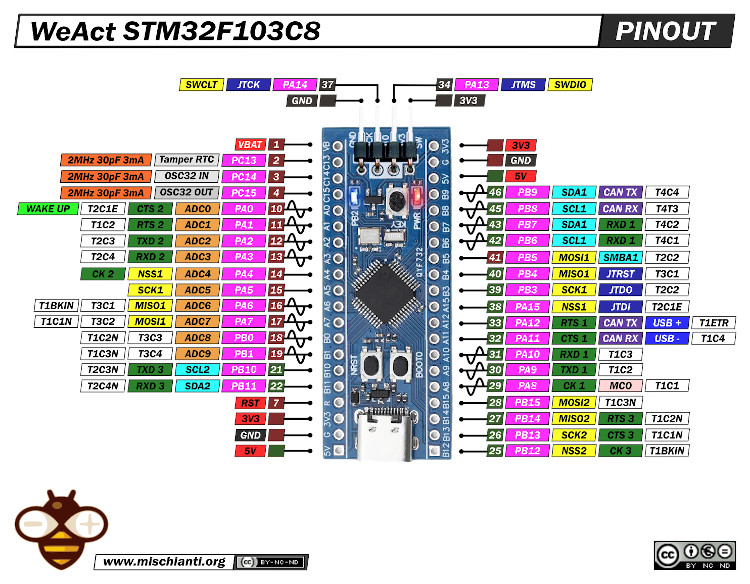 WeAct STM32F103C8 PINOUT
SWCLT JTCK PA14 37 34 PA13 JTMS SWDIO
GND 3V3
VBAT 1 3V3
2MHz 30pF 3mA Tamper RTC PC13 2 GND
2MHz 30pF 3mA OSC32 IN PC14 3 5V
2MHz 30pF 3mA OSC32 OUT PC15 4 46 PB9 SDA1 CAN TX T4C4
WAKE UP T2C1E CTS 2 ADC0 PA0 10 45 PB8 SCL1 CAN RX T4T3
T1C2 RTS 2 ADC1 PA1 11 43 PB7 SDA1 RXD 1 T4C2
T2C3 TXD 2 ADC2 PA2 12 42 PB6 SCL1 TXD 1 T4C1
T2C4 RXD 2 ADC3 PA3 13 41 PB5 MOSI1 SMBA1 T2C2
CK 2 NSS1 ADC4 PA4 14 40 PB4 MISO1 JTRST T3C1
SCK1 ADC5 PA5 15 39 PB3 SCK1 JTDO T2C2
T1BKIN T3C1 MISO1 ADC6 PA6 16 38 PA15 NSS1 JTDI T2C1E
T1C1N T3C2 MOSI1 ADC7 PA7 17 33 PA12 RTS 1 CAN TX USB + T1ETR
T1C2N T3C3 ADC8 PB0 18 32 PA11 CTS 1 CAN RX USB - T1C4
T1C3N T3C4 ADC9 PB1 19 31 PA10 RXD 1 T1C3
T2C3N TXD 3 SCL2 PB10 21 30 PA9 TXD 1 T1C2
T2C4N RXD 3 SDA2 PB11 22 29 PA8 CK 1 MCO T1C1
RST 7 28 PB15 MOSI2 T1C3N
3V3 27 PB14 MISO2 RTS 3 T1C2N
GND 26 PB13 SCK2 CTS 3 T1C1N
5V 25 PB12 NSS2 CK 3 T1BKIN
GND 3V3
VB C13 C14 C15 A0 A1 A2 A3 A4 A5 A6 A7 B0 B1 B10 B11 R 3V3 G 5V
3V3 G 5V B9 B8 B7 B6 B5 B4 B3 A15 A12 A11 A10 A9 A8 B15 B14 B13 B12
PB2 KEY PWR
NRST BOOT0
www.mischianti.org BY-NC-ND
cc BY NC ND